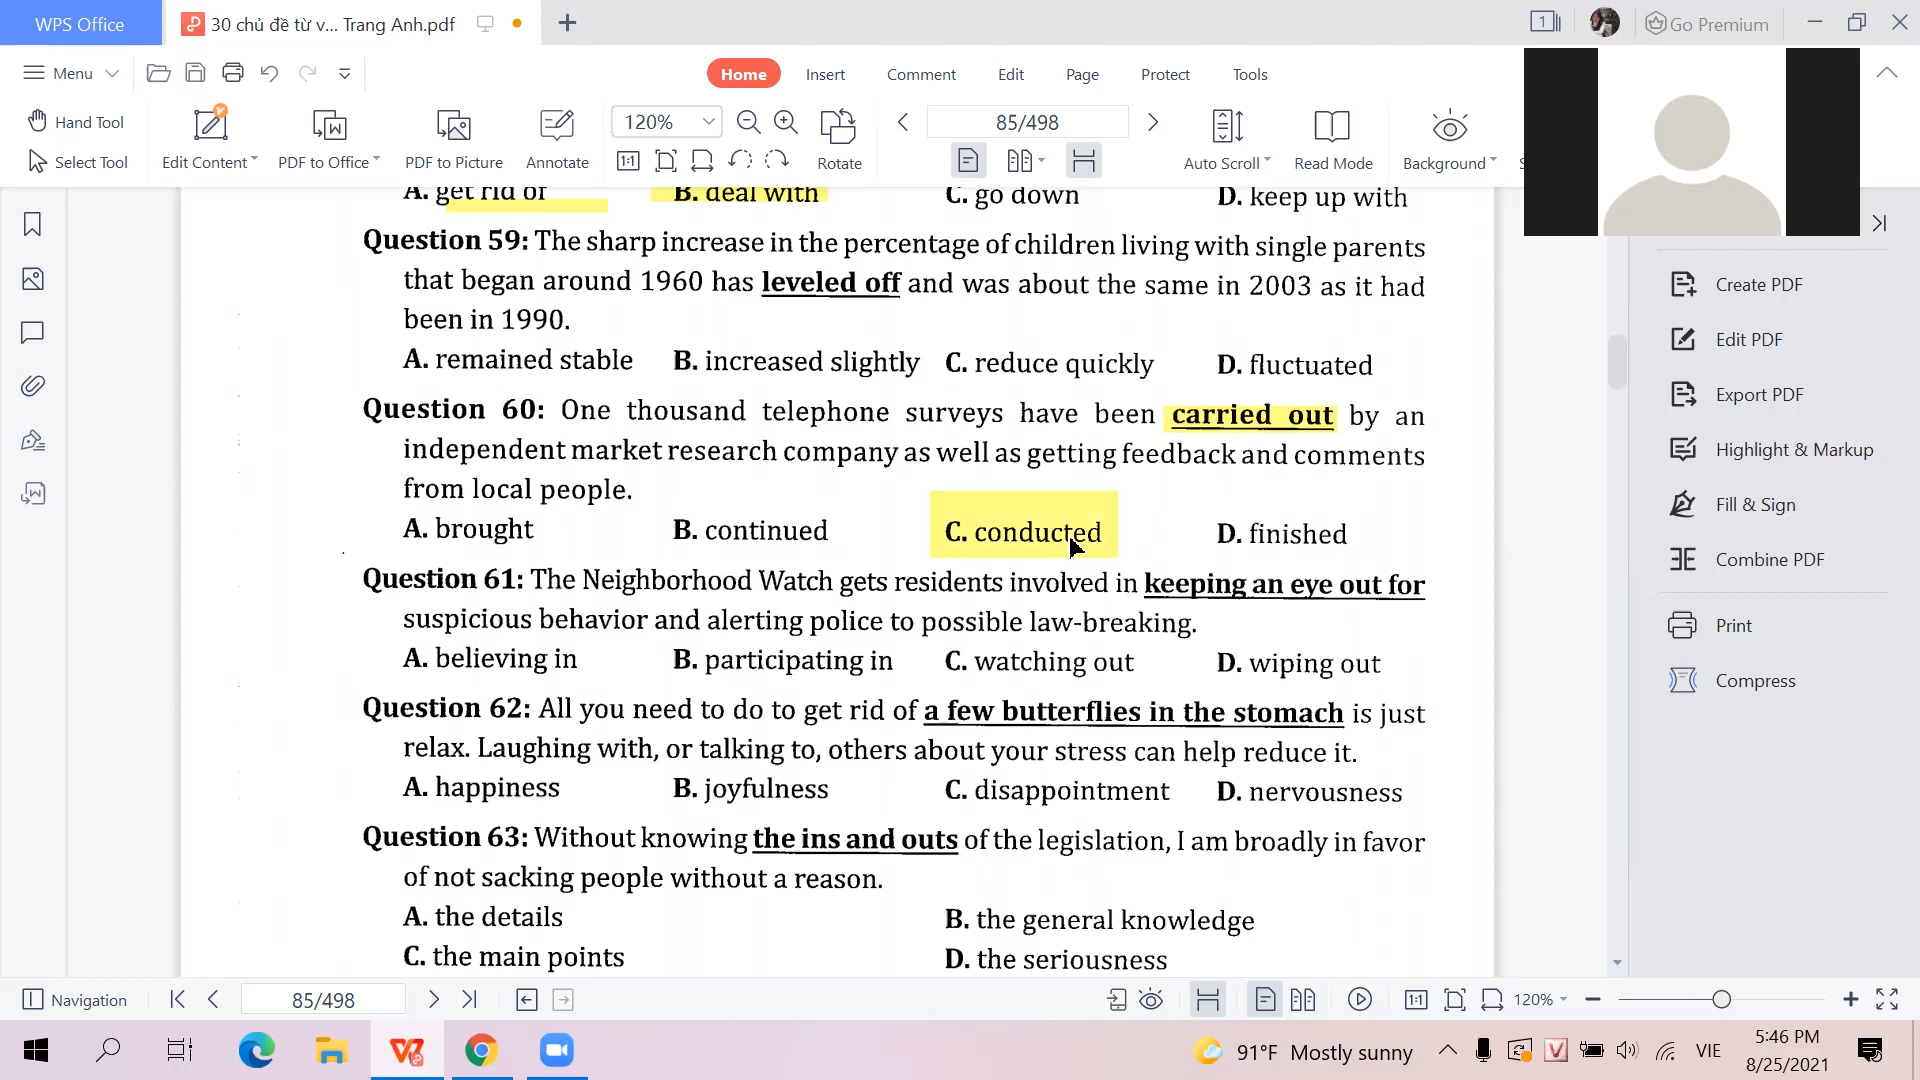 WPS Office
30 chủ đề từ v... Trang Anh.pdf
1
Go Premium
Menu
Home
Insert
Comment
Edit
Page
Protect
Tools
Hand Tool
Select Tool
Edit Content
PDF to Office
PDF to Picture
Annotate
120%
1:1
Rotate
85/498
Auto Scroll
Read Mode
Background
A. get rid of B. deal with C. go down D. keep up with
Question 59: The sharp increase in the percentage of children living with single parents
that began around 1960 has leveled off and was about the same in 2003 as it had
been in 1990.
A. remained stable B. increased slightly C. reduce quickly D. fluctuated
Question 60: One thousand telephone surveys have been carried out by an
independent market research company as well as getting feedback and comments
from local people.
A. brought B. continued C. conducted D. finished
Question 61: The Neighborhood Watch gets residents involved in keeping an eye out for
suspicious behavior and alerting police to possible law-breaking.
A. believing in B. participating in C. watching out D. wiping out
Question 62: All you need to do to get rid of a few butterflies in the stomach is just
relax. Laughing with, or talking to, others about your stress can help reduce it.
A. happiness B. joyfulness C. disappointment D. nervousness
Question 63: Without knowing the ins and outs of the legislation, I am broadly in favor
of not sacking people without a reason.
A. the details B. the general knowledge
C. the main points D. the seriousness
Create PDF
Edit PDF
Export PDF
Highlight & Markup
Fill & Sign
Combine PDF
Print
Compress
Navigation
85/498
1:1
120%
91°F Mostly sunny
VIE
5:46 PM
8/25/2021